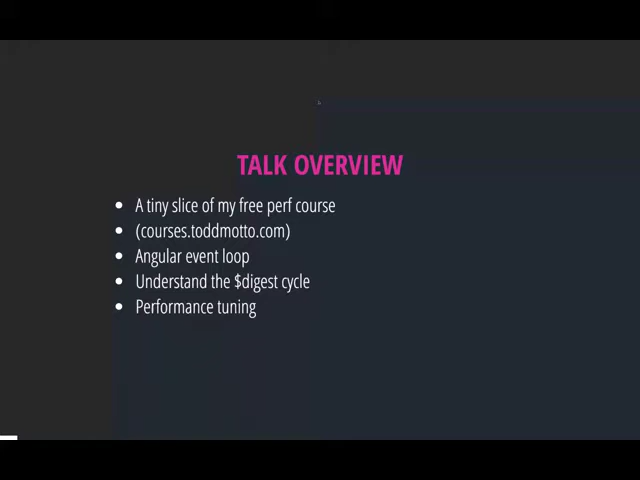 TALK OVERVIEW
A tiny slice of my free perf course
(courses.toddmotto.com)
Angular event loop
Understand the $digest cycle
Performance tuning